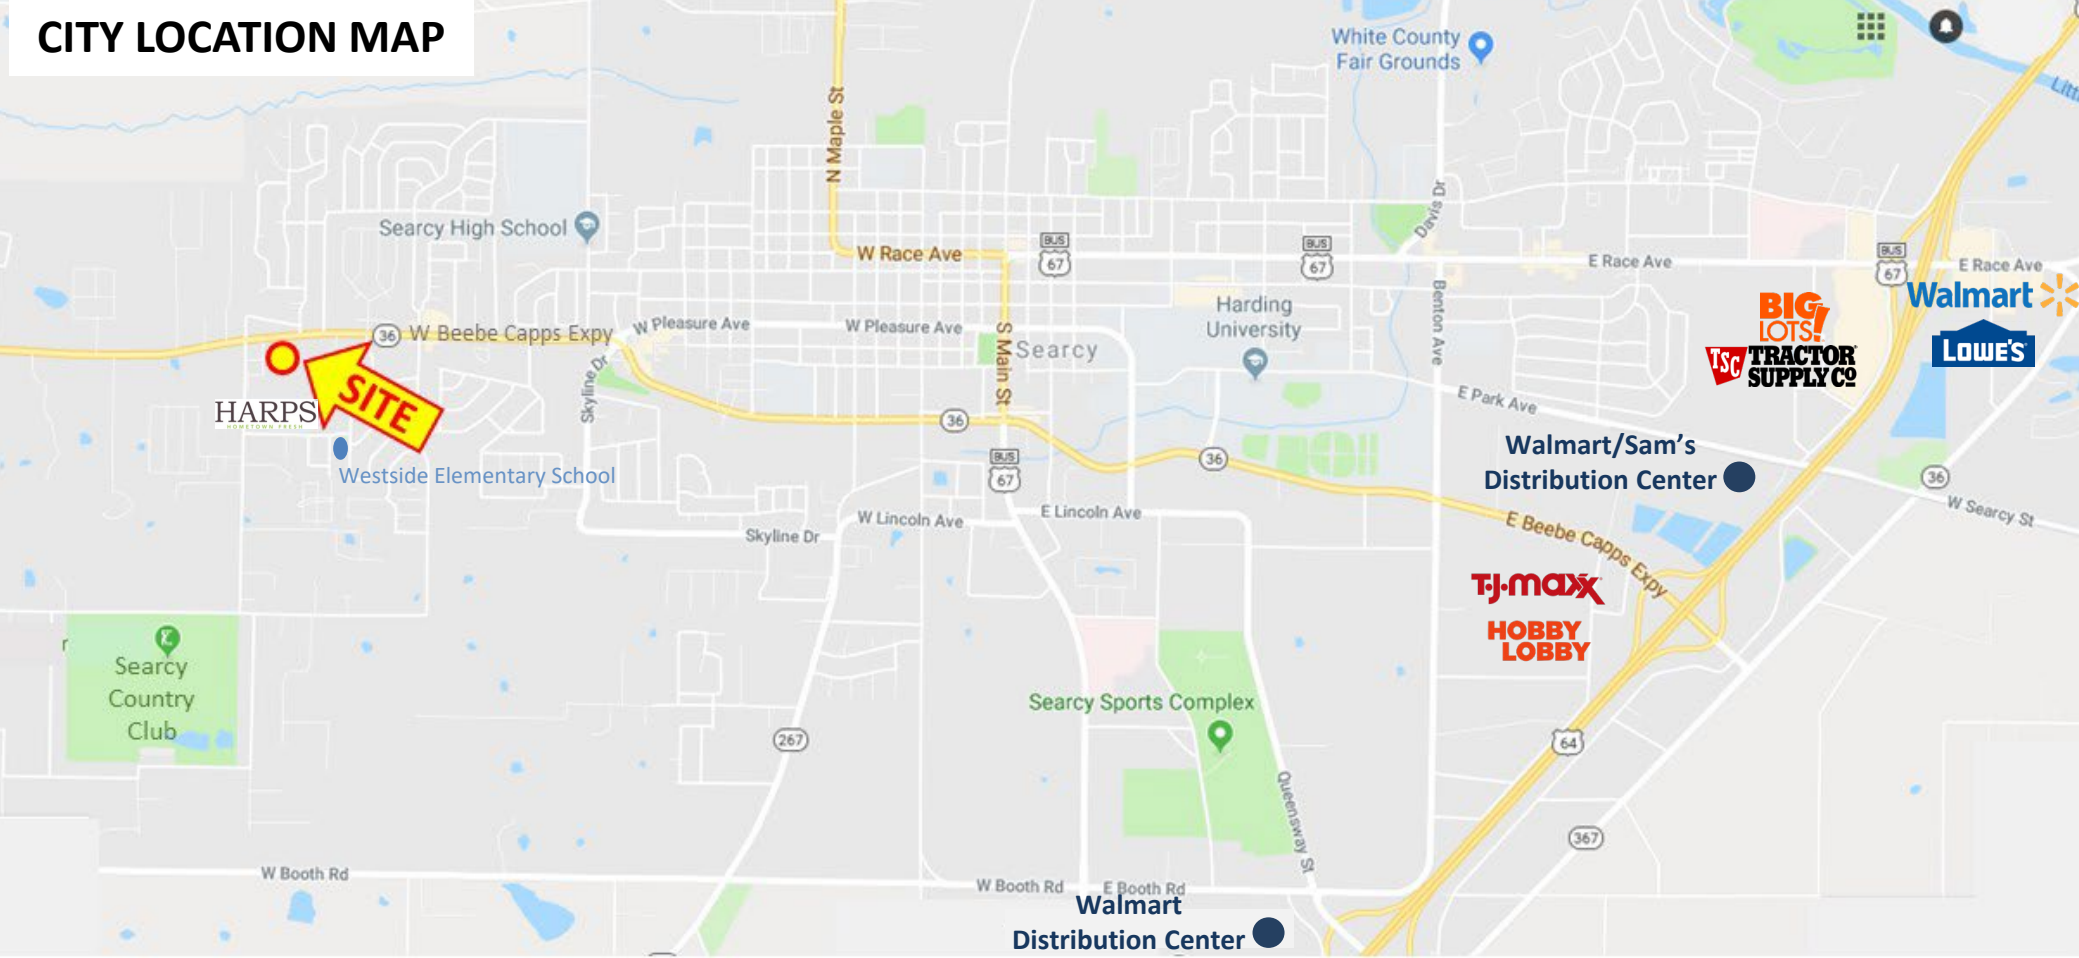 CITY LOCATION MAP
White County
Fair Grounds
N Maple St
Searcy High School
Davis Dr
BUS
67
BUS
67
BUS
67
W Race Ave
E Race Ave
E Race Ave
Walmart
BIG
LOTS!
LOWE'S
TSC TRACTOR
SUPPLY CO
Harding
University
Benton Ave
36
W Beebe Capps Expy
W Pleasure Ave
W Pleasure Ave
S Main St
Searcy
Skyline Dr
SITE
HARPS
HOMETOWN FRESH
E Park Ave
36
36
Walmart/Sam's
Distribution Center
Westside Elementary School
BUS
67
36
W Searcy St
W Lincoln Ave
E Lincoln Ave
Skyline Dr
E Beebe Capps Expy
T.J.maxx
HOBBY
LOBBY
Searcy
Country
Club
Searcy Sports Complex
267
64
Queensway St
367
W Booth Rd
W Booth Rd
E Booth Rd
Walmart
Distribution Center